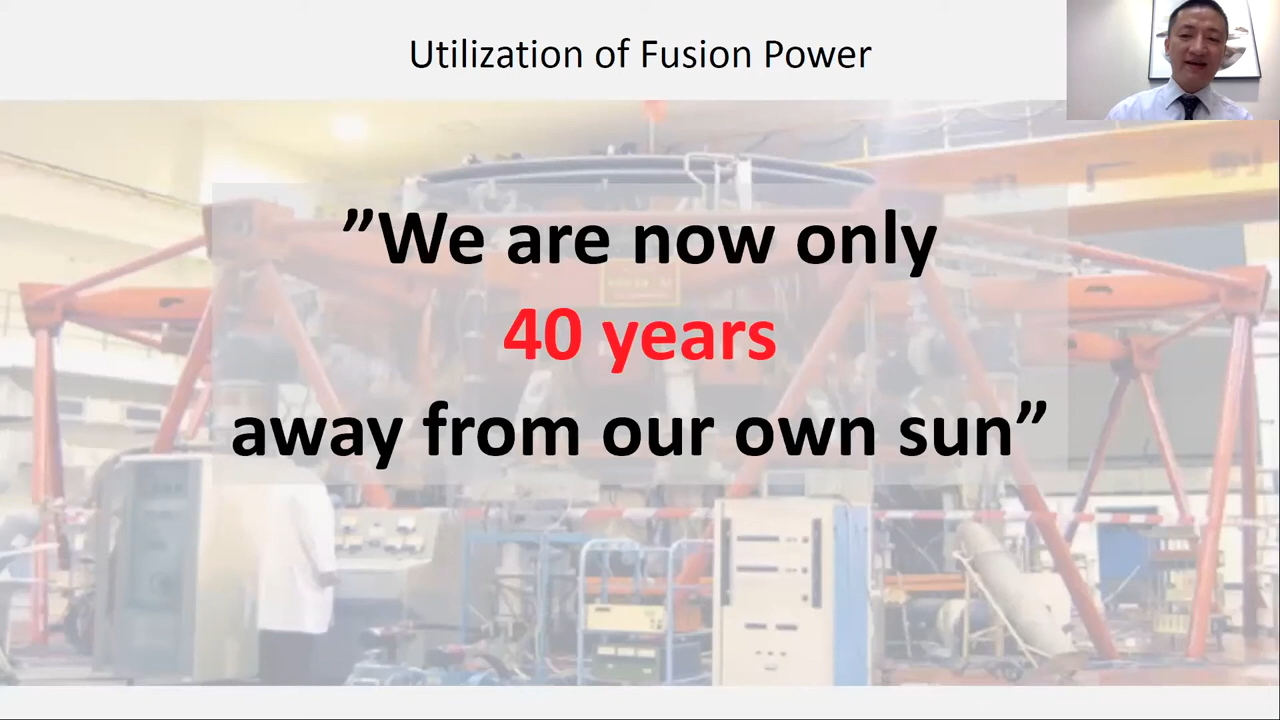 Utilization of Fusion Power
”We are now only
40 years
away from our own sun”